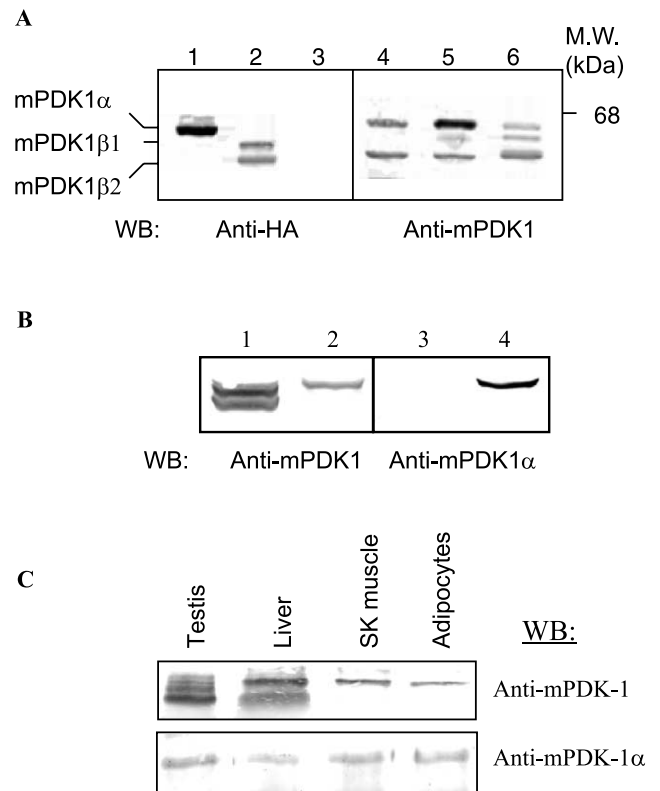 A
1 2 3 4 5 6 M.W. (kDa)
mPDK1α
mPDK1β1
mPDK1β2
68
WB: Anti-HA Anti-mPDK1
B
1 2 3 4
WB: Anti-mPDK1 Anti-mPDK1α
C
Testis Liver SK muscle Adipocytes WB:
Anti-mPDK-1
Anti-mPDK-1α